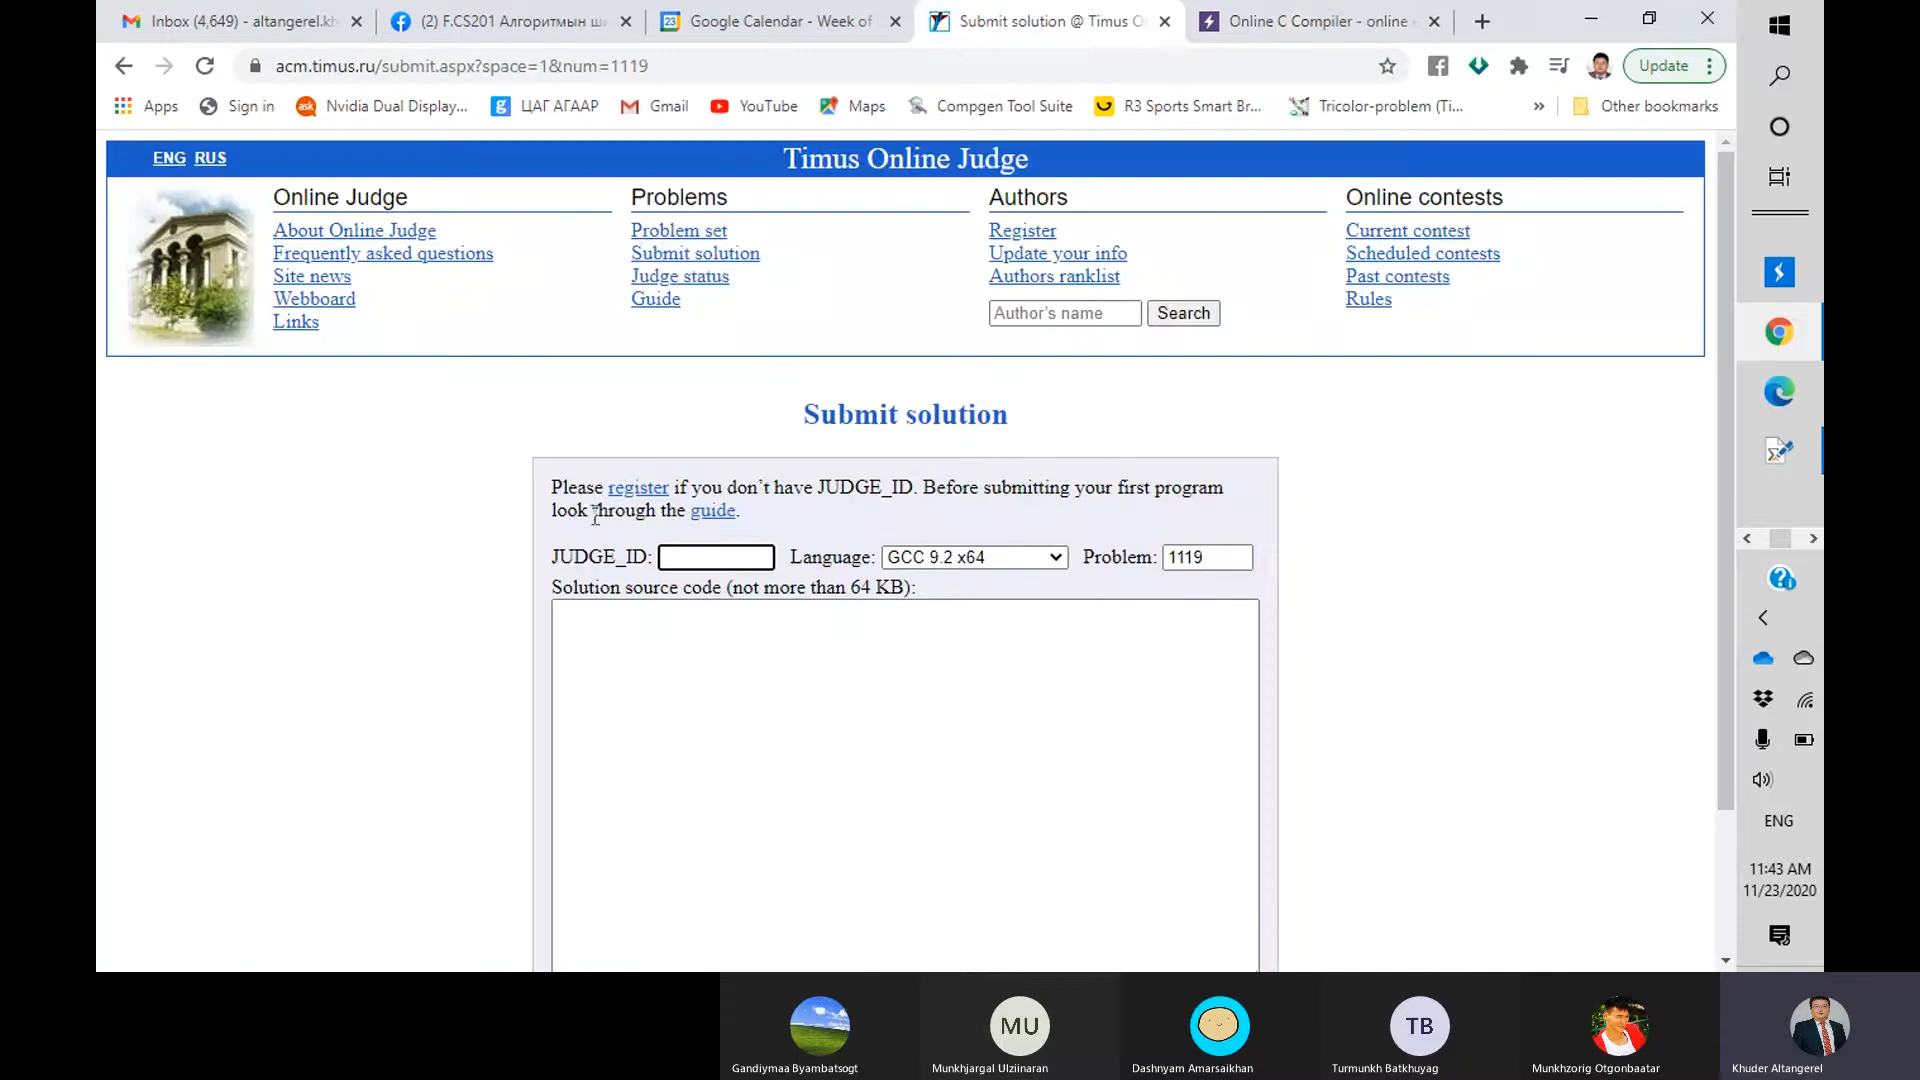 Inbox (4,649) - altangerel.kh
(2) F.CS201 Алгоритмын ши
Google Calendar - Week of
Submit solution @ Timus O
Online C Compiler - online
acm.timus.ru/submit.aspx?space=1&num=1119
Update
Apps
Sign in
Nvidia Dual Display...
ЦАГ АГААР
Gmail
YouTube
Maps
Compgen Tool Suite
R3 Sports Smart Br...
Tricolor-problem (Ti...
»
Other bookmarks
ENG RUS
Timus Online Judge
Online Judge
About Online Judge
Frequently asked questions
Site news
Webboard
Links
Problems
Problem set
Submit solution
Judge status
Guide
Authors
Register
Update your info
Authors ranklist
Author's name
Search
Online contests
Current contest
Scheduled contests
Past contests
Rules
Submit solution
Please register if you don’t have JUDGE_ID. Before submitting your first program
look through the guide.
JUDGE_ID: Language: GCC 9.2 x64 Problem: 1119
Solution source code (not more than 64 KB):
ENG
11:43 AM
11/23/2020
MU
TB
Gandiymaa Byambatsogt
Munkhjargal Ulziinaran
Dashnyam Amarsaikhan
Turmunkh Batkhuyag
Munkhzorig Otgonbaatar
Khuder Altangerel